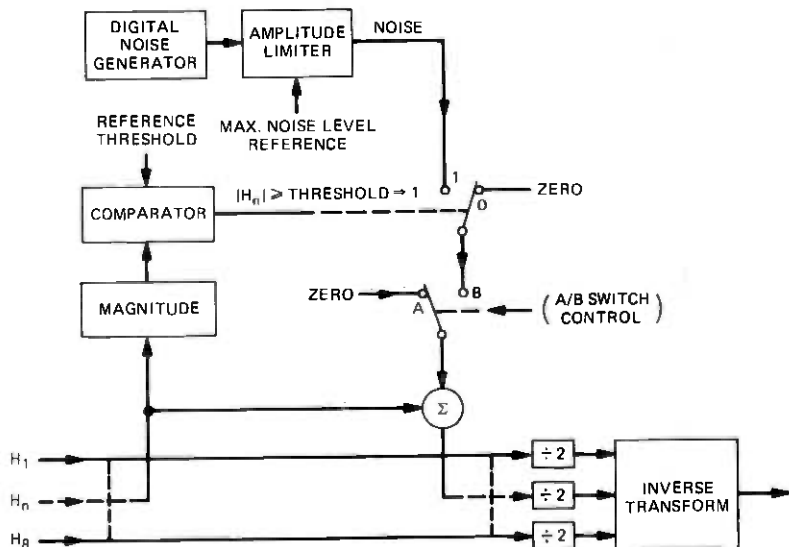 DIGITAL
NOISE
GENERATOR
AMPLITUDE
LIMITER
NOISE
REFERENCE
THRESHOLD
MAX. NOISE LEVEL
REFERENCE
COMPARATOR
|Hn| ⩾ THRESHOLD ⇒ 1
1
0
ZERO
MAGNITUDE
ZERO
A
B
(A/B SWITCH
CONTROL)
Σ
H1
÷2
Hn
÷2
INVERSE
TRANSFORM
H8
÷2